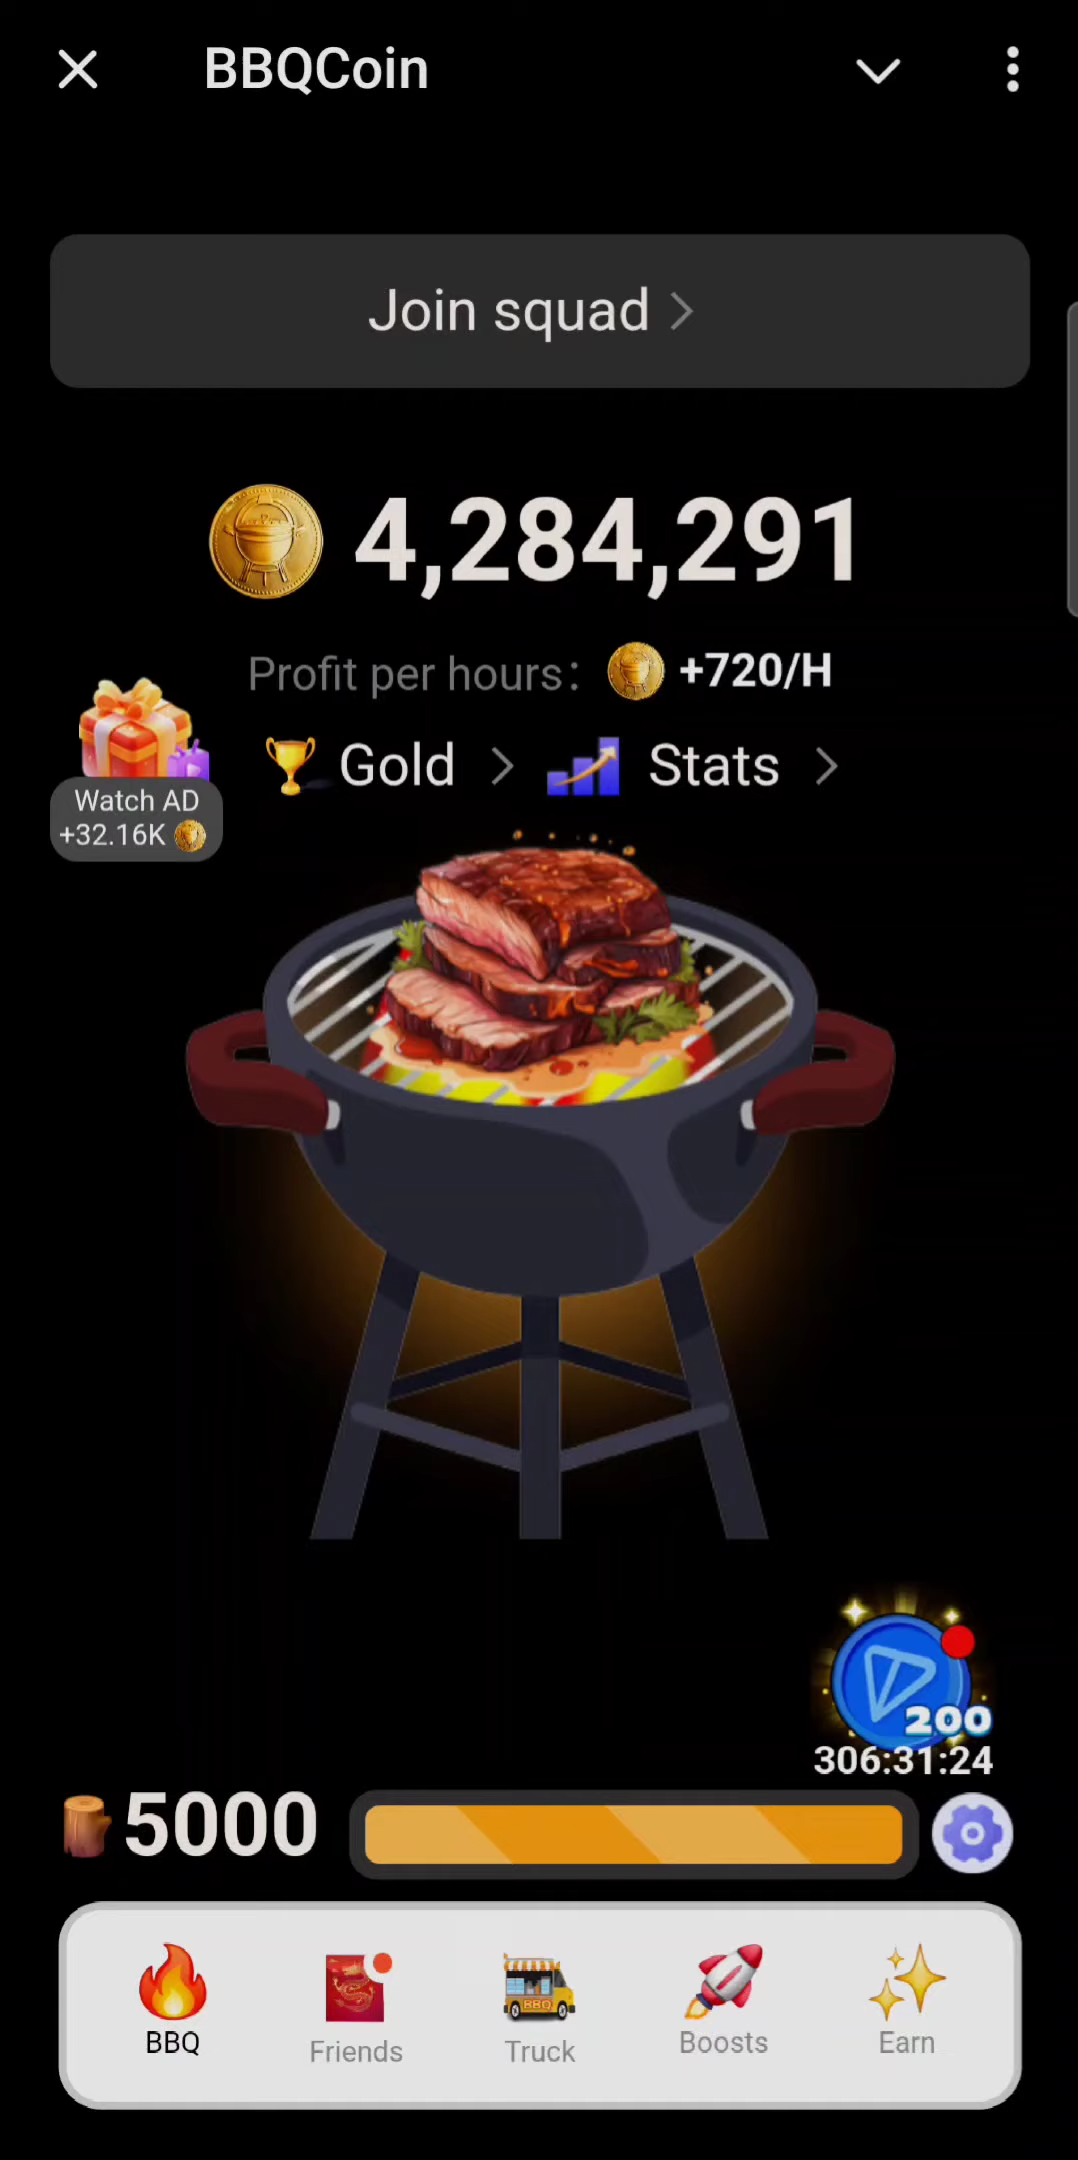 BBQCoin
Join squad
4,284,291
Profit per hours: +720/H
Gold
Stats
Watch AD
+32.16K
200
306:31:24
5000
BBQ
BBQ
Friends
Truck
Boosts
Earn